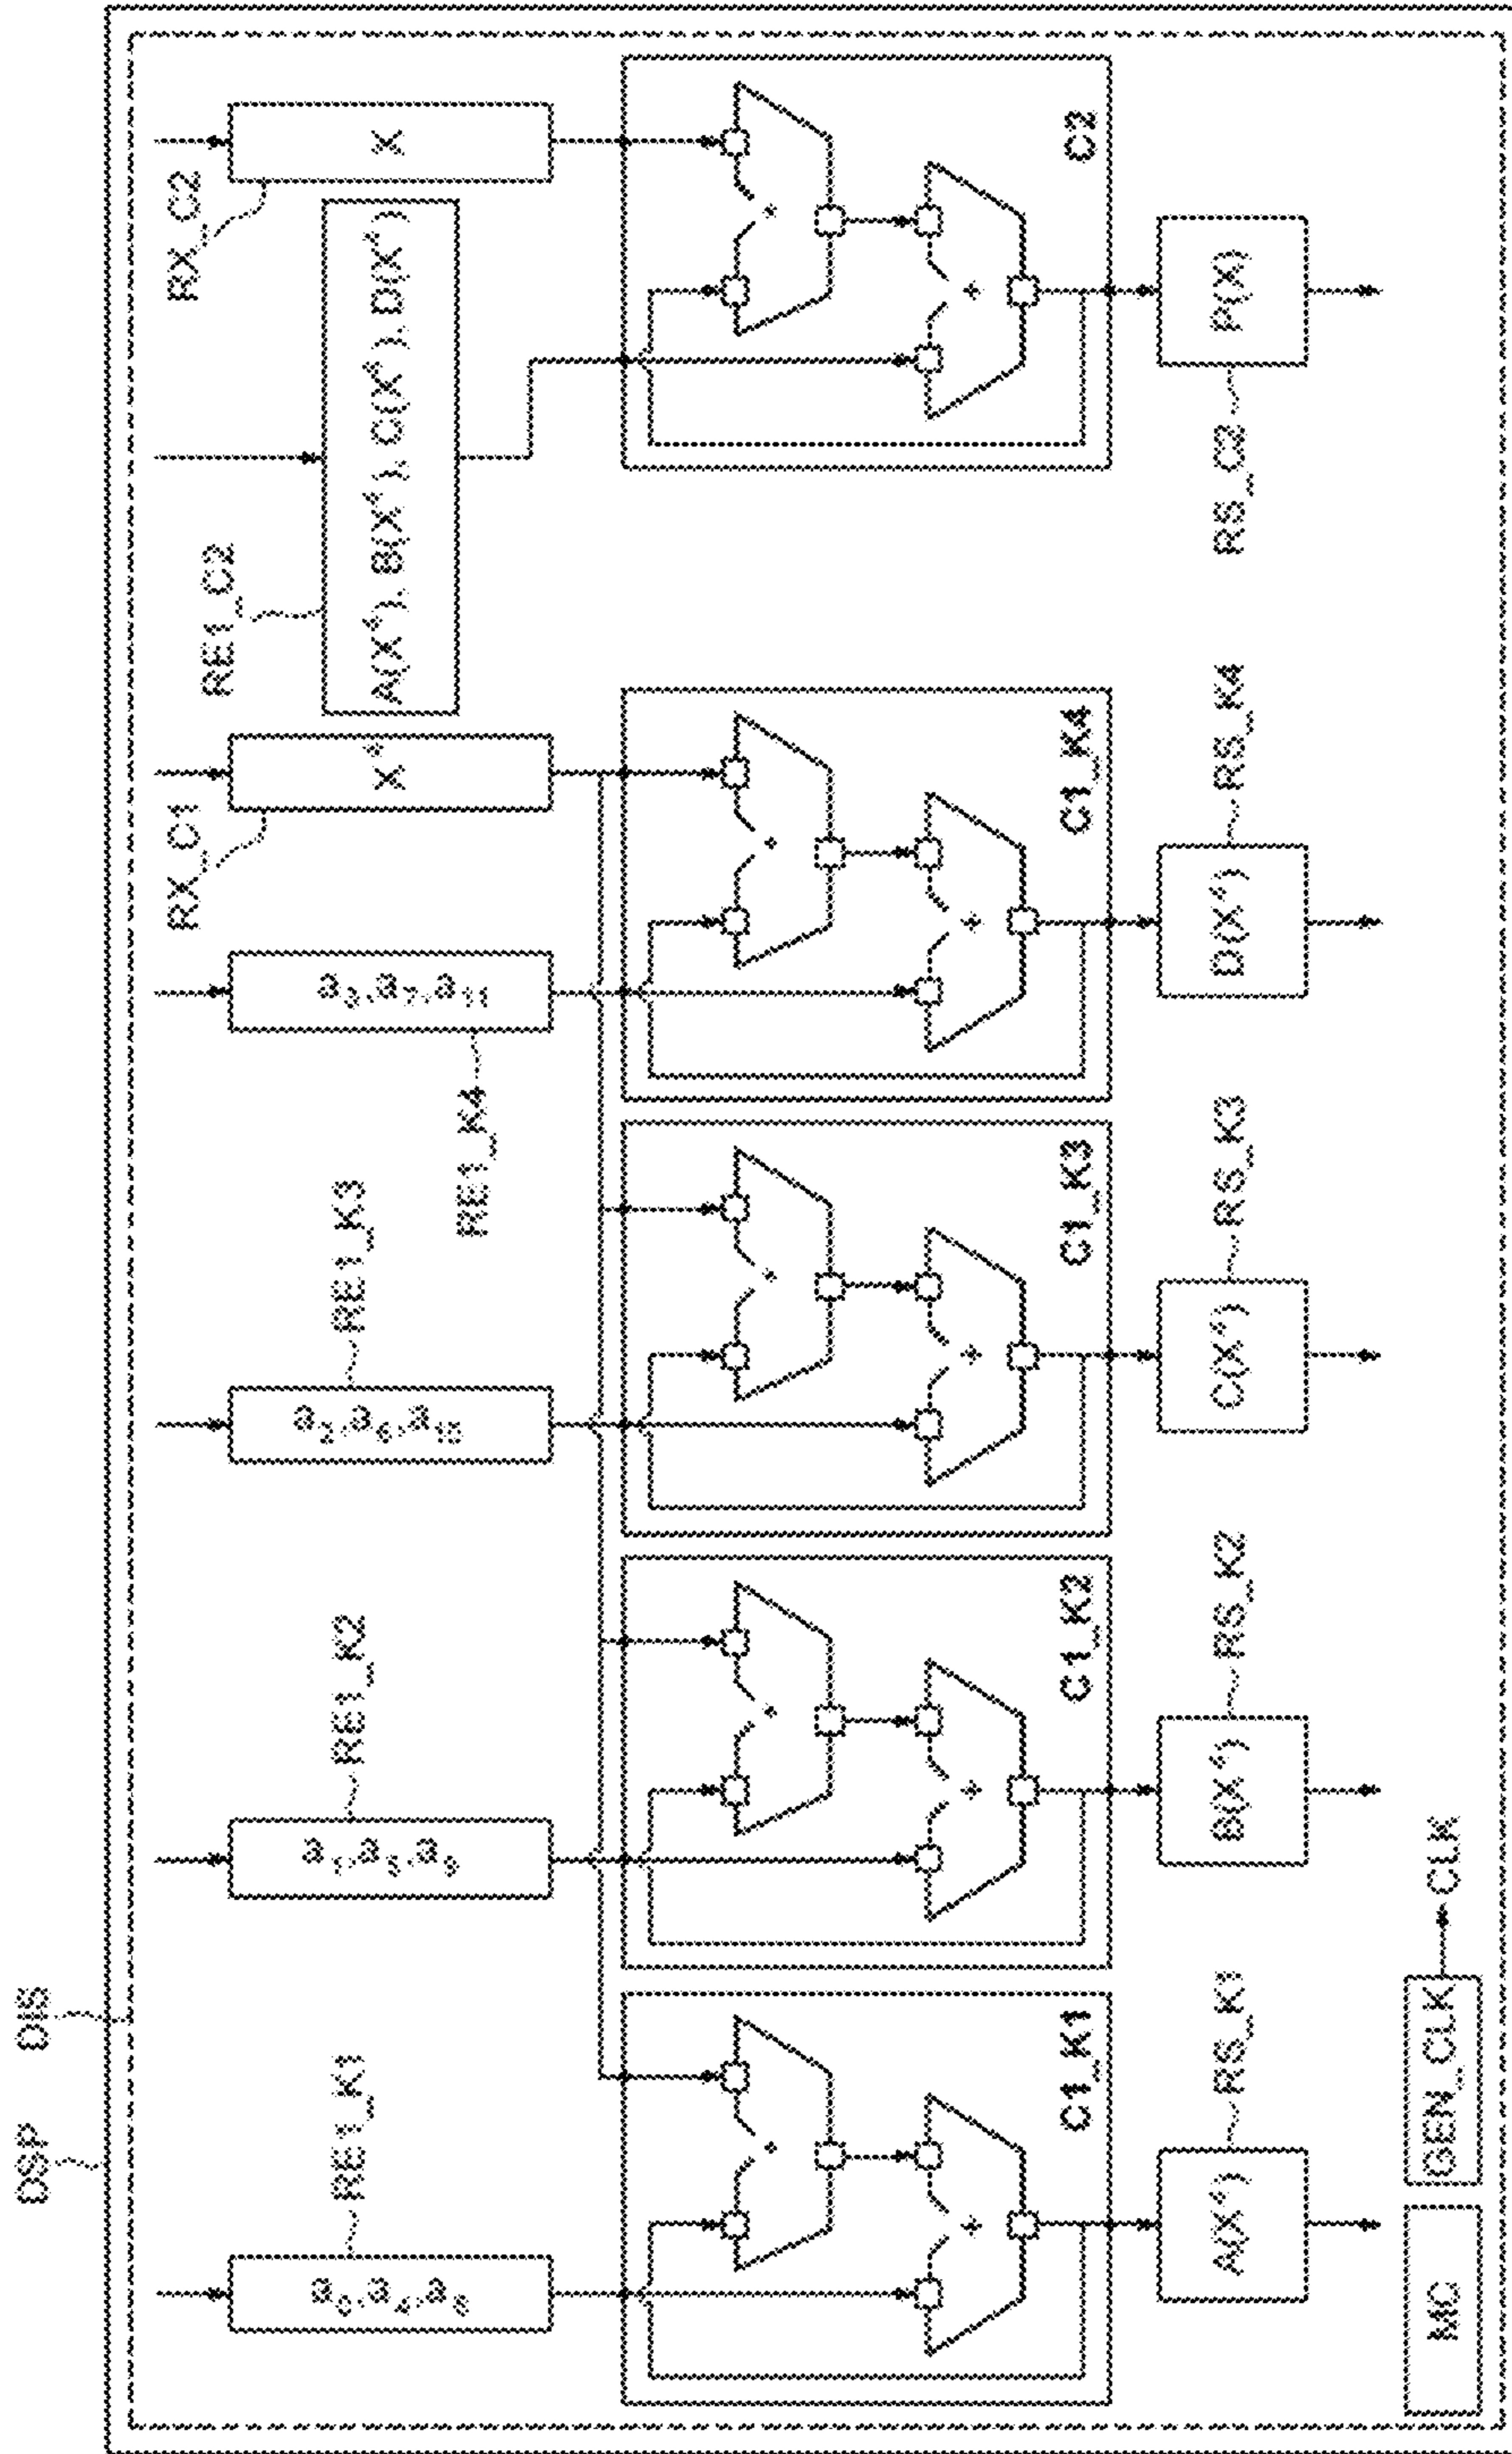 DSP
DIS
RE1_K1
RE1_K2
RE1_K3
RE1_K4
RX_C1
RE1_C2
RX_C2
a₀,a₄,a₈
a₁,a₅,a₉
a₂,a₆,a₁₀
a₃,a₇,a₁₁
X⁴
A(X⁴), B(X⁴), C(X⁴), D(X⁴)
X
*
+
C1_K1
*
+
C1_K2
*
+
C1_K3
*
+
C1_K4
*
+
C2
A(X⁴)
RS_K1
B(X⁴)
RS_K2
C(X⁴)
RS_K3
D(X⁴)
RS_K4
RS_C2
P(X)
MC
GEN_CLK
CLK